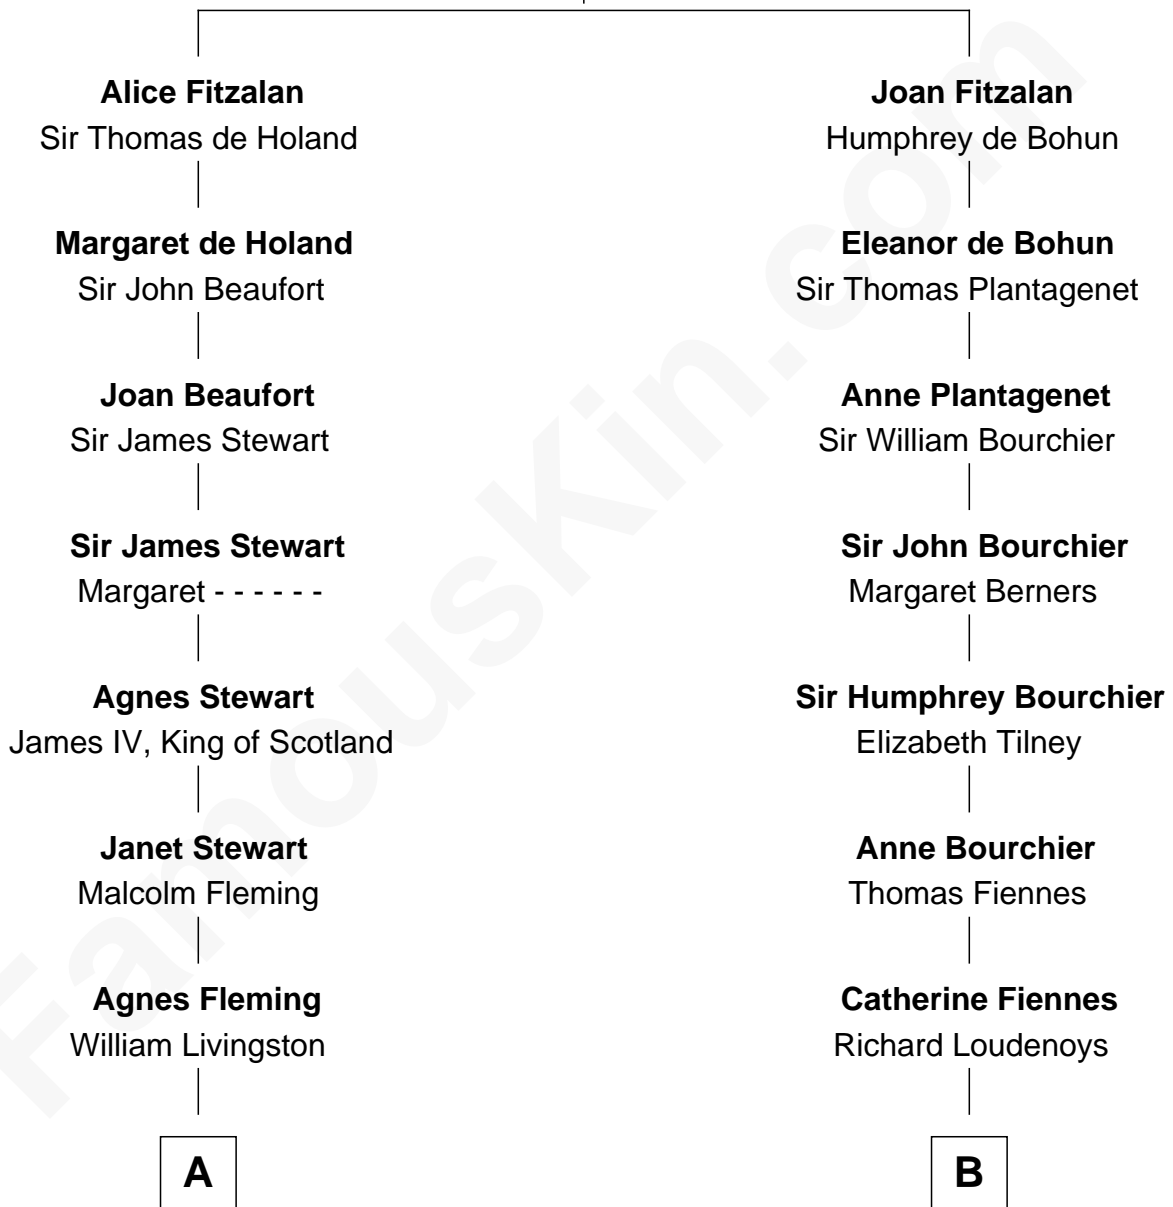 Alice Fitzalan
Sir Thomas de Holand
Margaret de Holand
Sir John Beaufort
Joan Beaufort
Sir James Stewart
Sir James Stewart
Margaret - - - - - -
Agnes Stewart
James IV, King of Scotland
Janet Stewart
Malcolm Fleming
Agnes Fleming
William Livingston
A
Joan Fitzalan
Humphrey de Bohun
Eleanor de Bohun
Sir Thomas Plantagenet
Anne Plantagenet
Sir William Bourchier
Sir John Bourchier
Margaret Berners
Sir Humphrey Bourchier
Elizabeth Tilney
Anne Bourchier
Thomas Fiennes
Catherine Fiennes
Richard Loudenoys
B
FamousKin.com